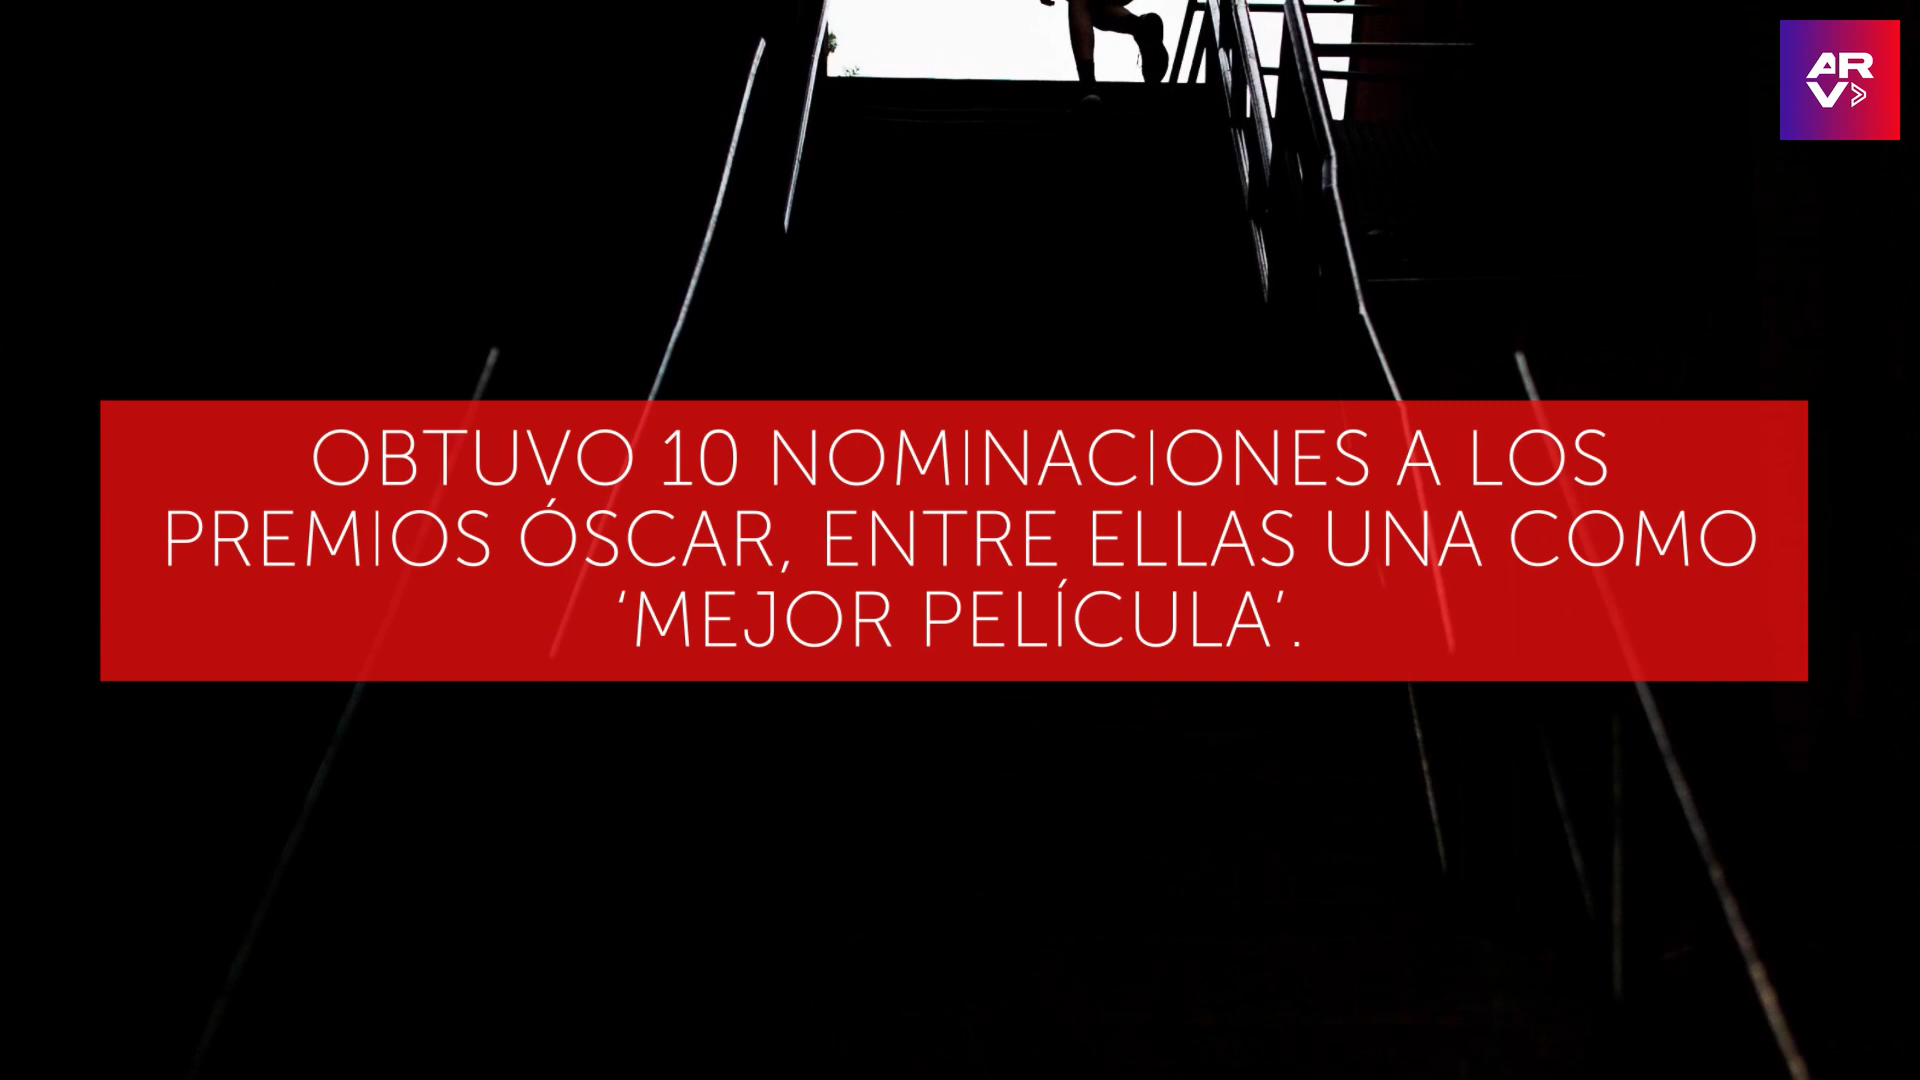 ARV
OBTUVO 10 NOMINACIONES A LOS
PREMIOS ÓSCAR, ENTRE ELLAS UNA COMO
‘MEJOR PELÍCULA’.